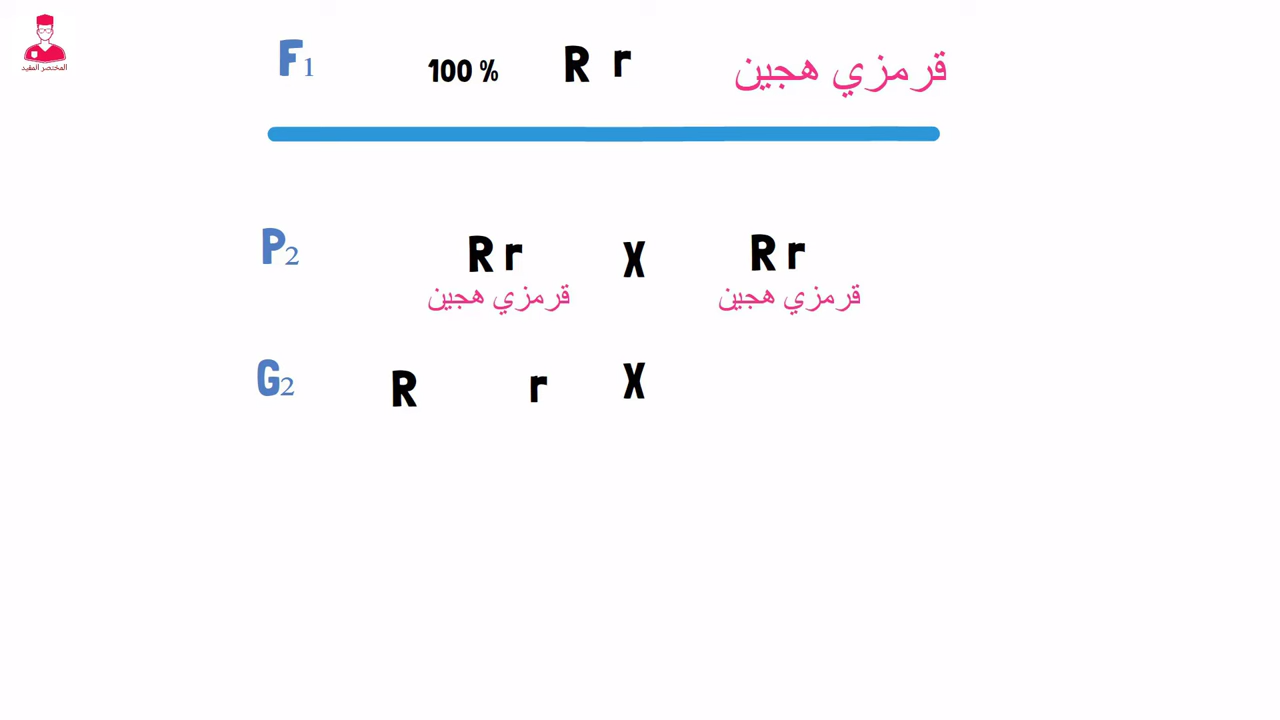 المختصر المفيد
F1 100 % R r قرمزي هجين
P2 R r X R r
قرمزي هجين قرمزي هجين
G2 R r X